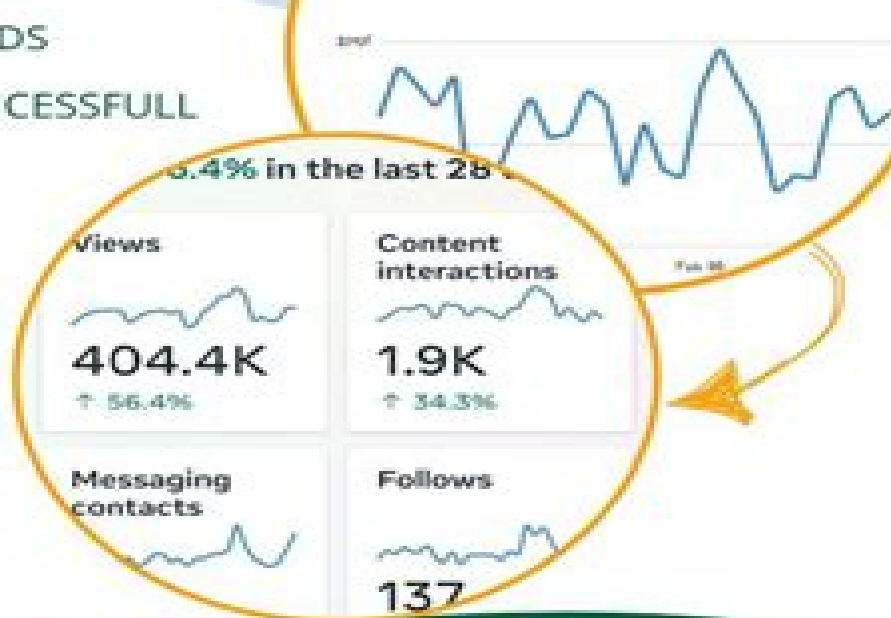 DS
CESSFULL
.4% in the last 28
Views
404.4K
↑ 56.4%
Content
interactions
1.9K
↑ 34.3%
Messaging
contacts
Follows
137